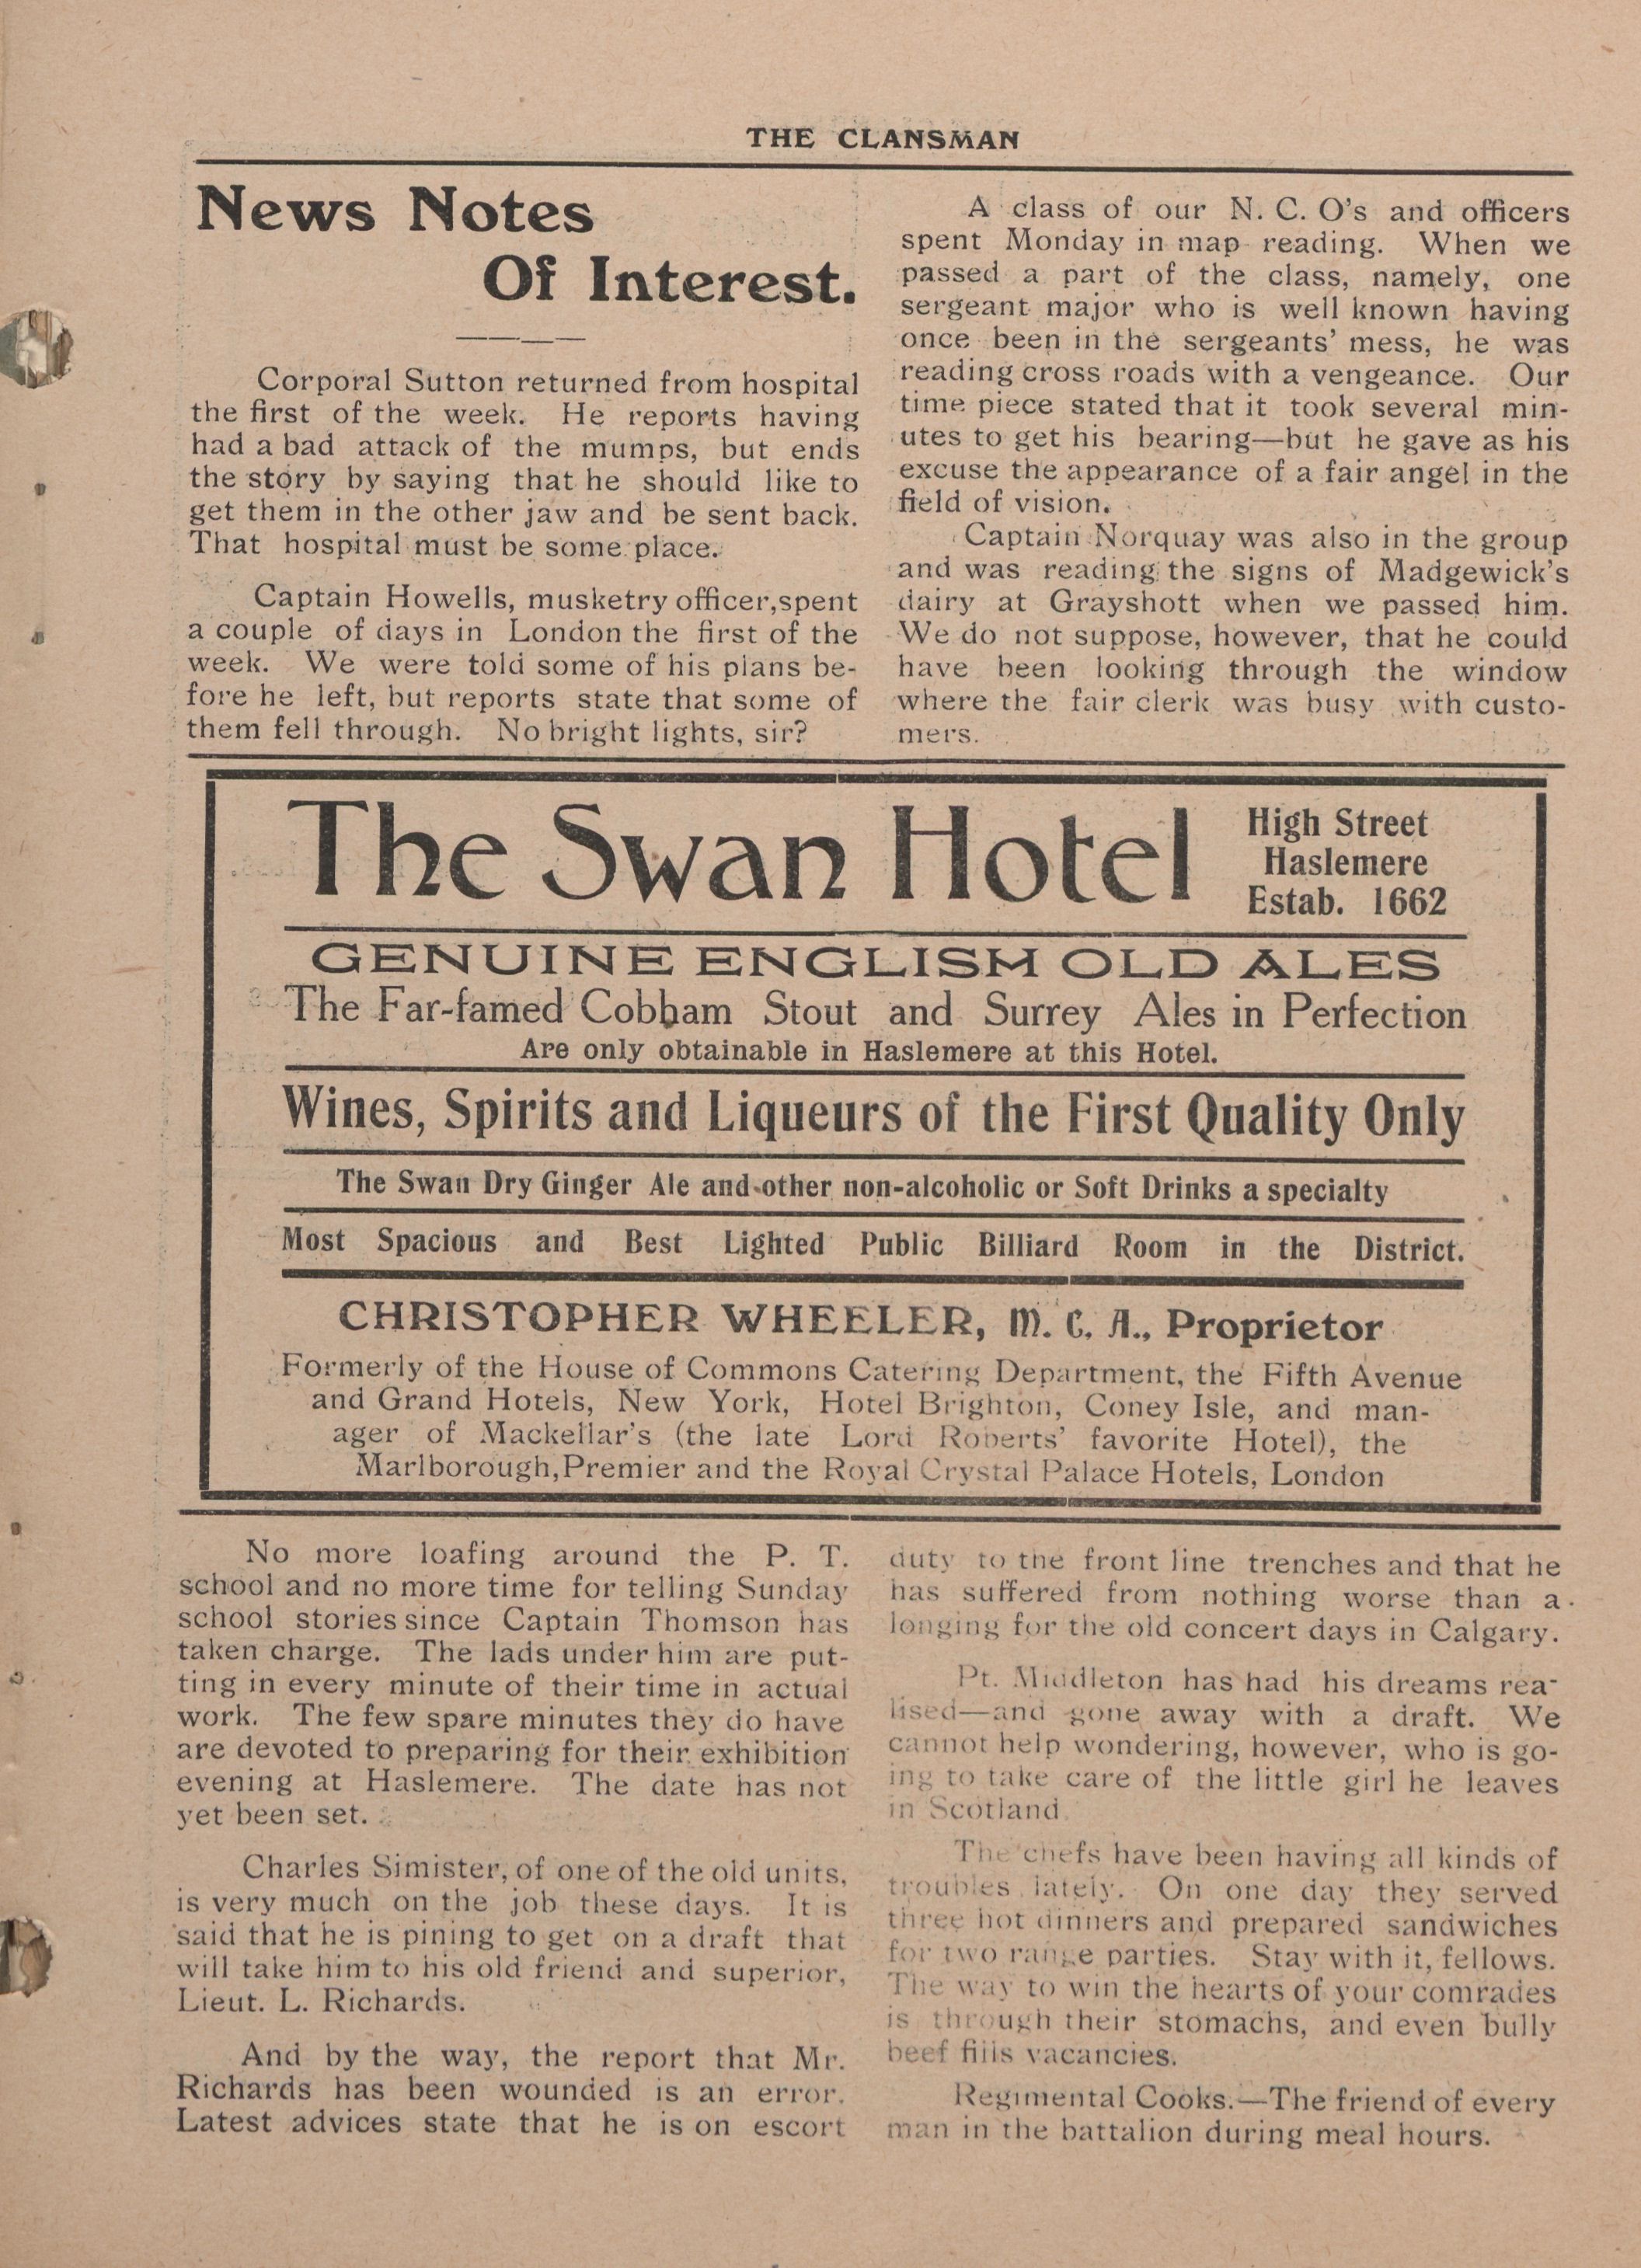 THE CLANSMAN
News Notes
Of Interest.
Corporal Sutton returned from hospital
the first of the week. He reports having
had a bad attack of the mumps, but ends
the story by saying that he should like to
get them in the other jaw and be sent back.
That hospital must be some place.
Captain Howells, musketry officer,spent
a couple of days in London the first of the
week. We were told some of his plans be-
fore he left, but reports state that some of
them fell through. No bright lights, sir?
A class of our N. C. O's and officers
spent Monday in map reading. When we
passed a part of the class, namely, one
sergeant major who is well known having
once been in the sergeants' mess, he was
reading cross roads with a vengeance. Our
time piece stated that it took several min-
utes to get his bearing—but he gave as his
excuse the appearance of a fair angel in the
field of vision.
Captain Norquay was also in the group
and was reading the signs of Madgewick's
dairy at Grayshott when we passed him.
We do not suppose, however, that he could
have been looking through the window
where the fair clerk was busy with custo-
mers.
The Swan Hotel
High Street
Haslemere
Estab. 1662
GENUINE ENGLISH OLD ALES
The Far-famed Cobham Stout and Surrey Ales in Perfection
Are only obtainable in Haslemere at this Hotel.
Wines, Spirits and Liqueurs of the First Quality Only
The Swan Dry Ginger Ale and other non-alcoholic or Soft Drinks a specialty
Most Spacious and Best Lighted Public Billiard Room in the District.
CHRISTOPHER WHEELER, M. C. A., Proprietor
Formerly of the House of Commons Catering Department, the Fifth Avenue
and Grand Hotels, New York, Hotel Brighton, Coney Isle, and man-
ager of Mackellar's (the late Lord Roberts' favorite Hotel), the
Marlborough,Premier and the Royal Crystal Palace Hotels, London
No more loafing around the P. T.
school and no more time for telling Sunday
school stories since Captain Thomson has
taken charge. The lads under him are put-
ting in every minute of their time in actual
work. The few spare minutes they do have
are devoted to preparing for their exhibition
evening at Haslemere. The date has not
yet been set.
Charles Simister, of one of the old units,
is very much on the job these days. It is
said that he is pining to get on a draft that
will take him to his old friend and superior,
Lieut. L. Richards.
And by the way, the report that Mr.
Richards has been wounded is an error.
Latest advices state that he is on escort
duty to the front line trenches and that he
has suffered from nothing worse than a
longing for the old concert days in Calgary.
Pt. Middleton has had his dreams rea-
lised—and gone away with a draft. We
cannot help wondering, however, who is go-
ing to take care of the little girl he leaves
in Scotland.
The chefs have been having all kinds of
troubles lately. On one day they served
three hot dinners and prepared sandwiches
for two range parties. Stay with it, fellows.
The way to win the hearts of your comrades
is through their stomachs, and even bully
beef fills vacancies.
Regimental Cooks.—The friend of every
man in the battalion during meal hours.